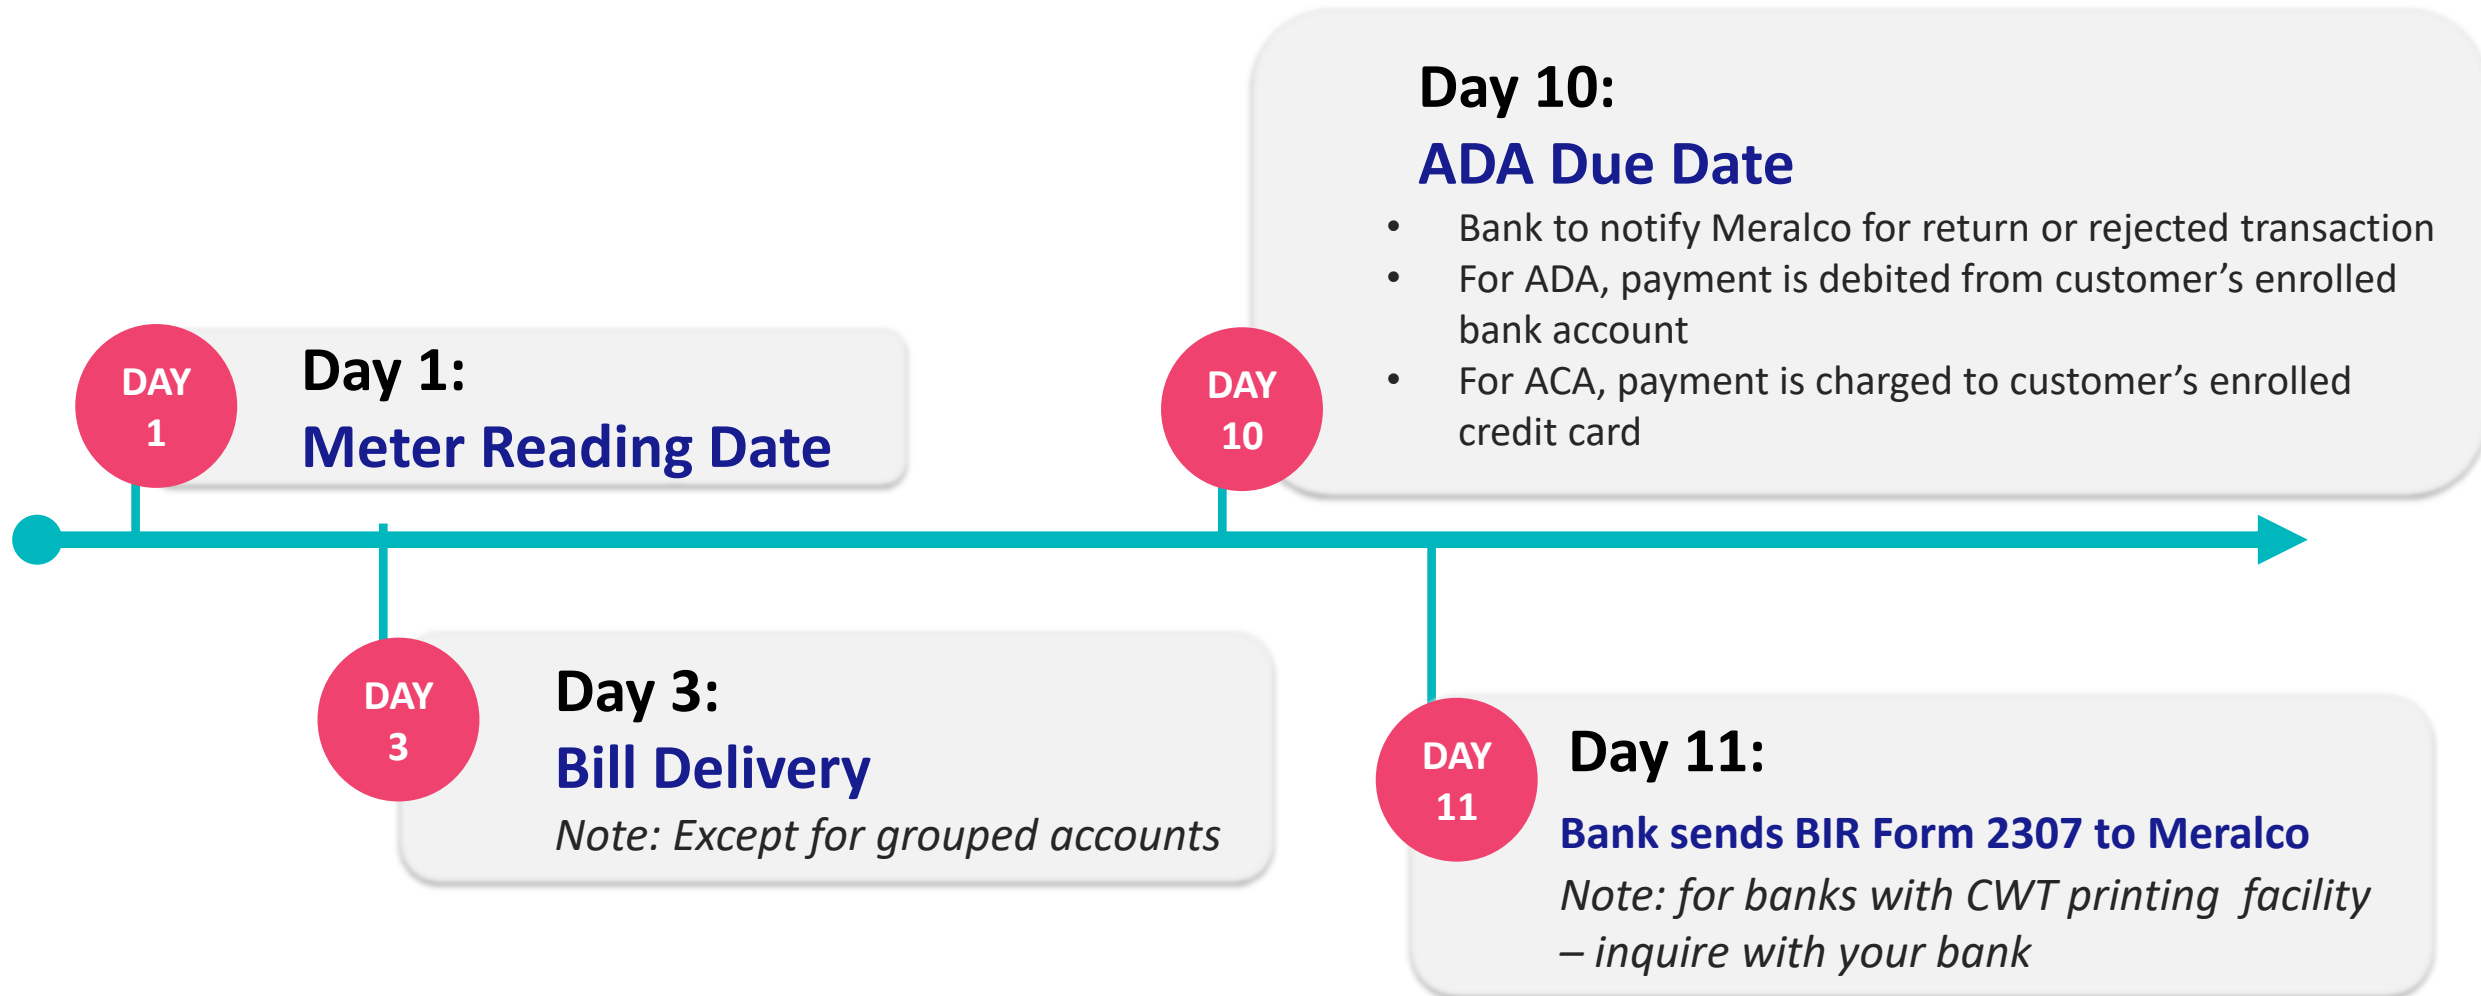 DAY
1
Day 1:
Meter Reading Date
DAY
3
Day 3:
Bill Delivery
Note: Except for grouped accounts
DAY
10
Day 10:
ADA Due Date
• Bank to notify Meralco for return or rejected transaction
• For ADA, payment is debited from customer’s enrolled
bank account
• For ACA, payment is charged to customer’s enrolled
credit card
DAY
11
Day 11:
Bank sends BIR Form 2307 to Meralco
Note: for banks with CWT printing facility
– inquire with your bank